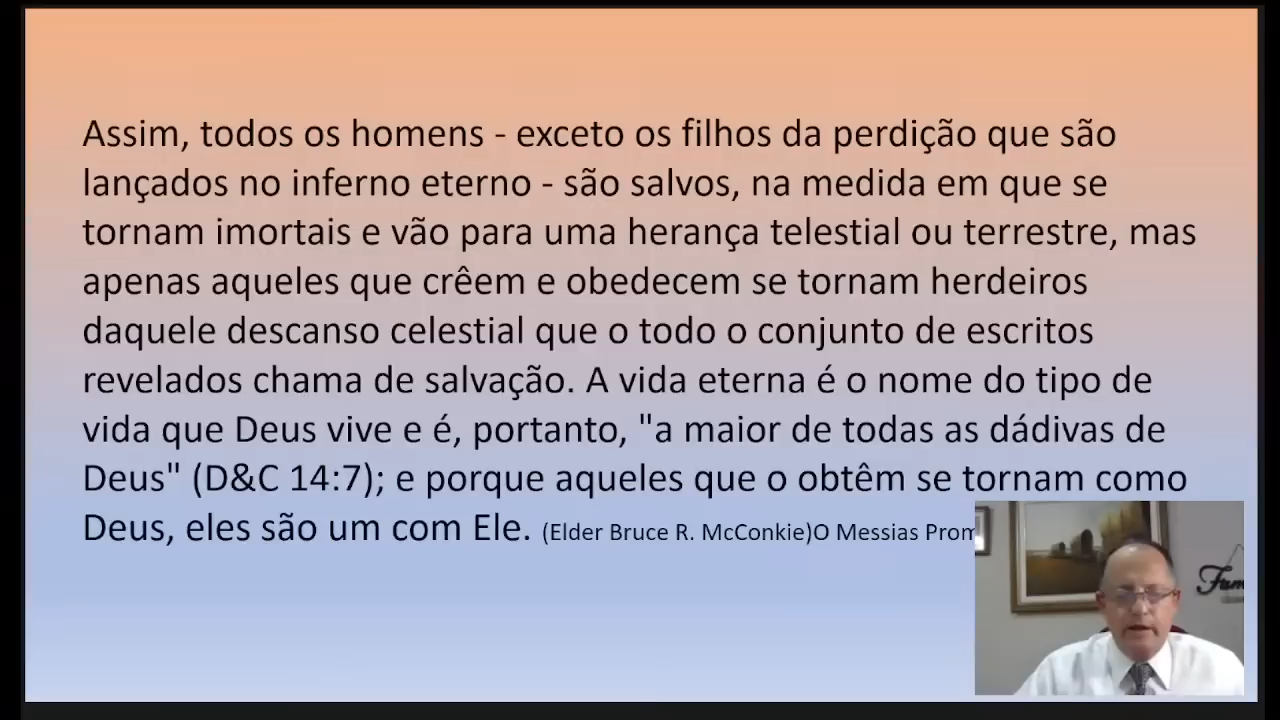 Assim, todos os homens - exceto os filhos da perdição que são
lançados no inferno eterno - são salvos, na medida em que se
tornam imortais e vão para uma herança telestial ou terrestre, mas
apenas aqueles que crêem e obedecem se tornam herdeiros
daquele descanso celestial que o todo o conjunto de escritos
revelados chama de salvação. A vida eterna é o nome do tipo de
vida que Deus vive e é, portanto, "a maior de todas as dádivas de
Deus" (D&C 14:7); e porque aqueles que o obtêm se tornam como
Deus, eles são um com Ele. (Elder Bruce R. McConkie)O Messias Prom